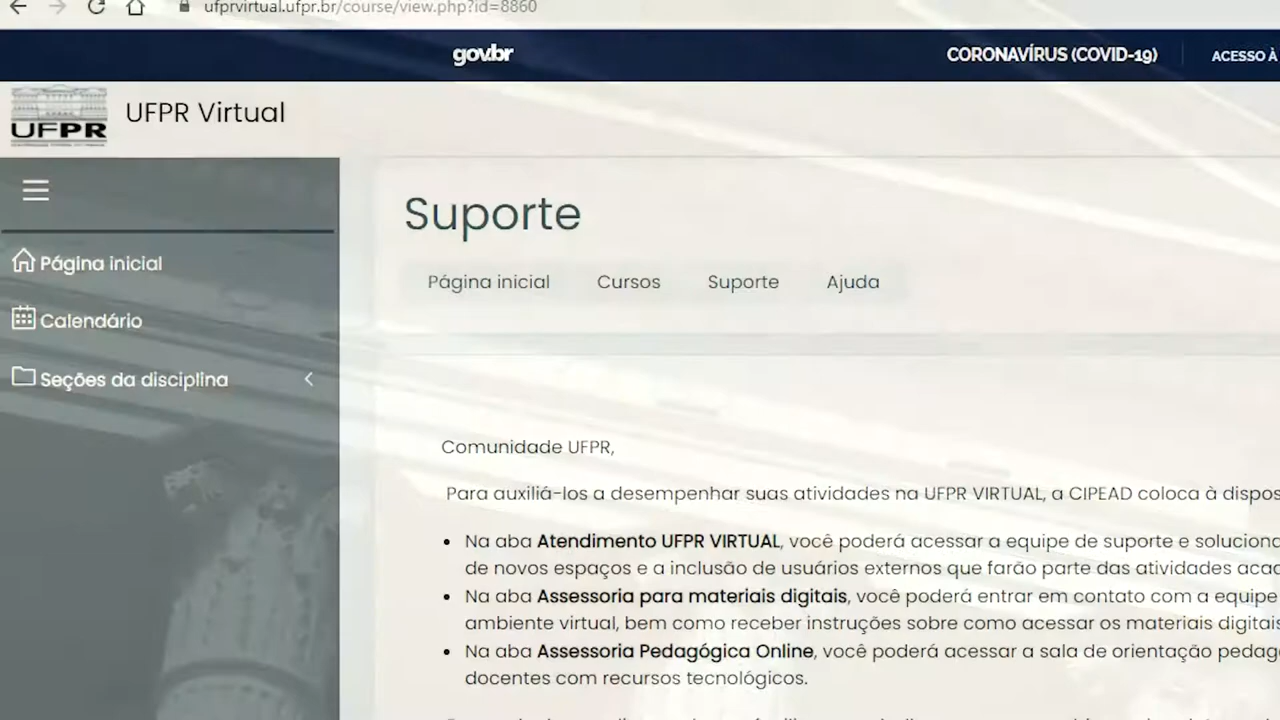 ufprvirtual.ufpr.br/course/view.php?id=8860
gov.br
CORONAVÍRUS (COVID-19)
ACESSO À
UFPR
UFPR Virtual
Suporte
Página inicial
Cursos
Suporte
Ajuda
Página inicial
Calendário
Seções da disciplina
Comunidade UFPR,
Para auxiliá-los a desempenhar suas atividades na UFPR VIRTUAL, a CIPEAD coloca à
Na aba Atendimento UFPR VIRTUAL, você poderá acessar a equipe de suporte e
de novos espaços e a inclusão de usuários externos que farão parte das atividades
Na aba Assessoria para materiais digitais, você poderá entrar em contato com a equipe
ambiente virtual, bem como receber instruções sobre como acessar os materiais digitais
Na aba Assessoria Pedagógica Online, você poderá acessar a sala de orientação
docentes com recursos tecnológicos.